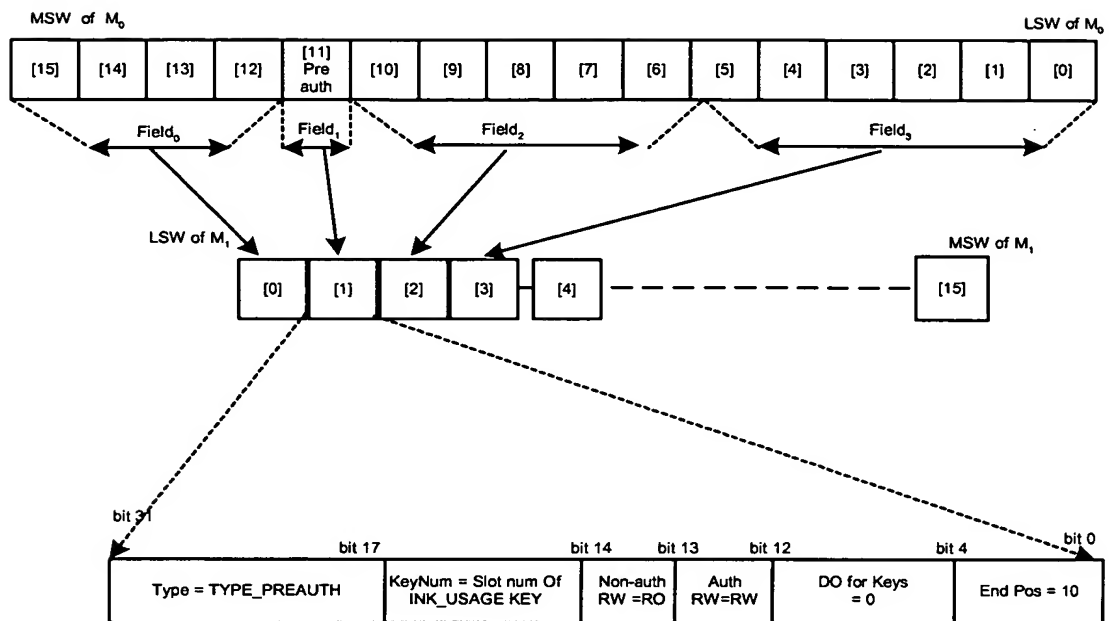 MSW of M0
LSW of M0
[15] [14] [13] [12] [11] Pre auth [10] [9] [8] [7] [6] [5] [4] [3] [2] [1] [0]
Field0 Field1 Field2 Field3
LSW of M1
MSW of M1
[0] [1] [2] [3] [4] [15]
bit 31 bit 17 bit 14 bit 13 bit 12 bit 4 bit 0
Type = TYPE_PREAUTH
KeyNum = Slot num Of
INK_USAGE KEY
Non-auth
RW =RO
Auth
RW=RW
DO for Keys
= 0
End Pos = 10